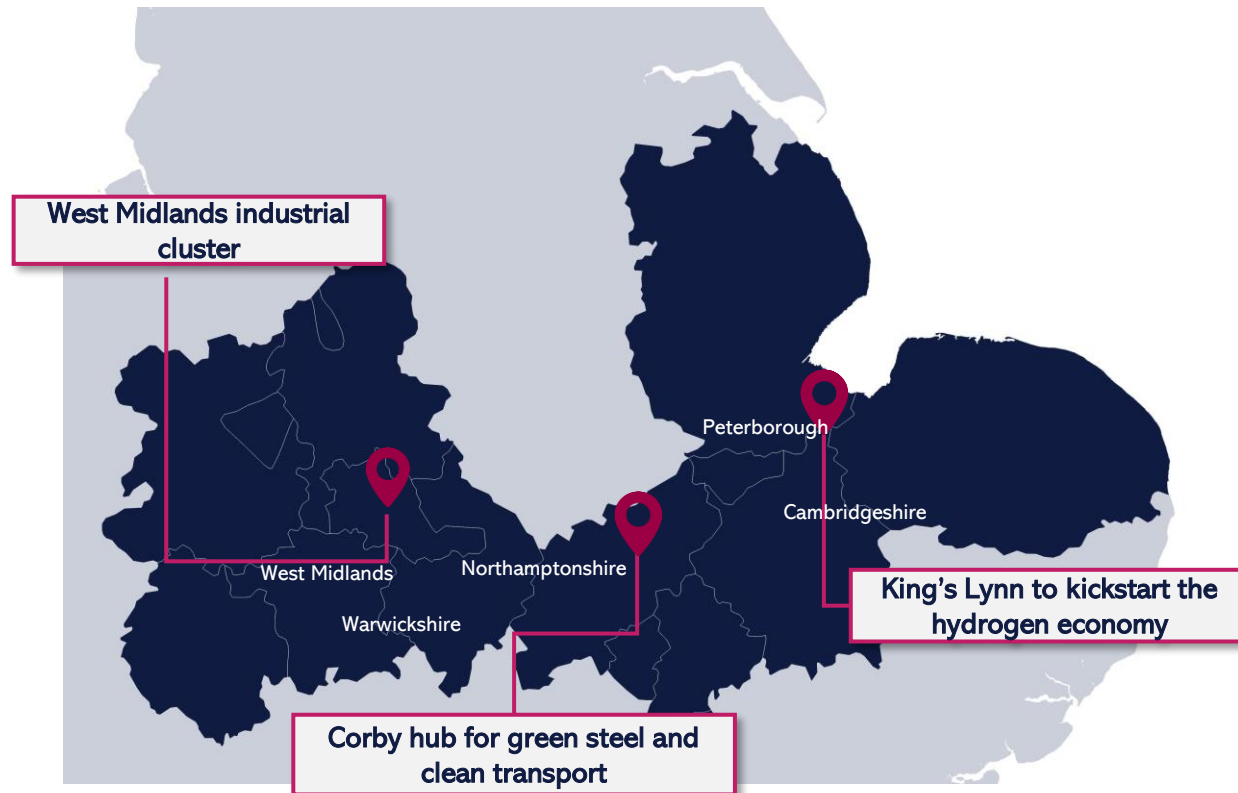 West Midlands industrial
cluster
Peterborough
Cambridgeshire
West Midlands
Northamptonshire
Warwickshire
King's Lynn to kickstart the
hydrogen economy
Corby hub for green steel and
clean transport